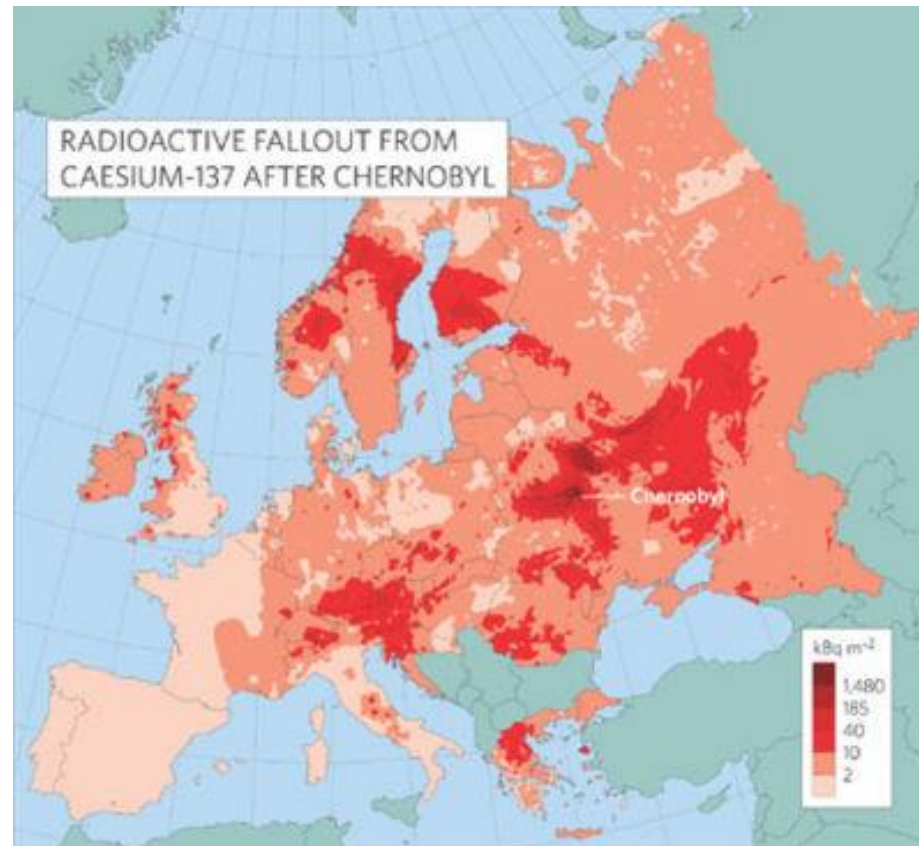 RADIOACTIVE FALLOUT FROM
CAESIUM-137 AFTER CHERNOBYL
Chernobyl
kBq m⁻²
1,480
185
40
10
2